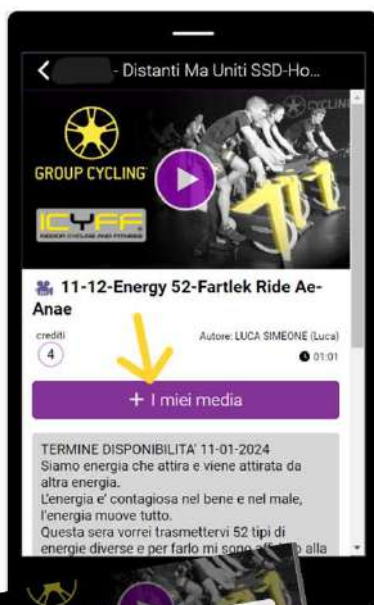 - Distanti Ma Uniti SSD-Ho...
GROUP CYCLING
ICYFF
INDOOR CYCLING AND FITNESS
11-12-Energy 52-Fartlek Ride Ae-
Anae
crediti
Autore: LUCA SIMEONE (Luca)
4
01:01
+ I miei media
TERMINE DISPONIBILITA' 11-01-2024
Siamo energia che attira e viene attirata da
altra energia.
L'energia e' contagiosa nel bene e nel male,
l'energia muove tutto.
Questa sera vorrei trasmettervi 52 tipi di
energie diverse e per farlo mi sono alla